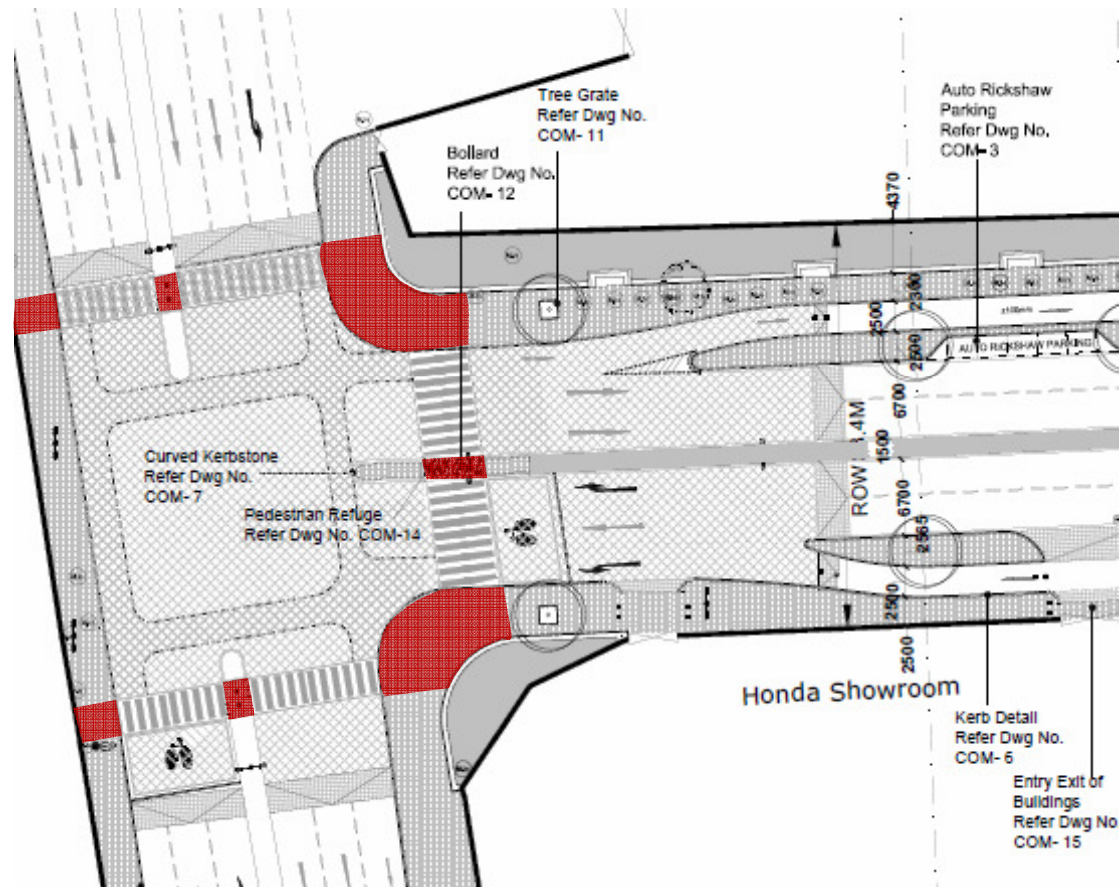 Tree Grate
Refer Dwg No.
COM- 11
Bollard
Refer Dwg No.
COM- 12
Auto Rickshaw
Parking
Refer Dwg No.
COM- 3
4370
2300
2500
2500
AUTO RICKSHAW PARKING
6700
ROW .4M
1500
6700
2565
2500
2500
Curved Kerbstone
Refer Dwg No.
COM- 7
Pedestrian Refuge
Refer Dwg No. COM-14
Honda Showroom
Kerb Detail
Refer Dwg No.
COM- 6
Entry Exit of
Buildings
Refer Dwg No
COM- 15